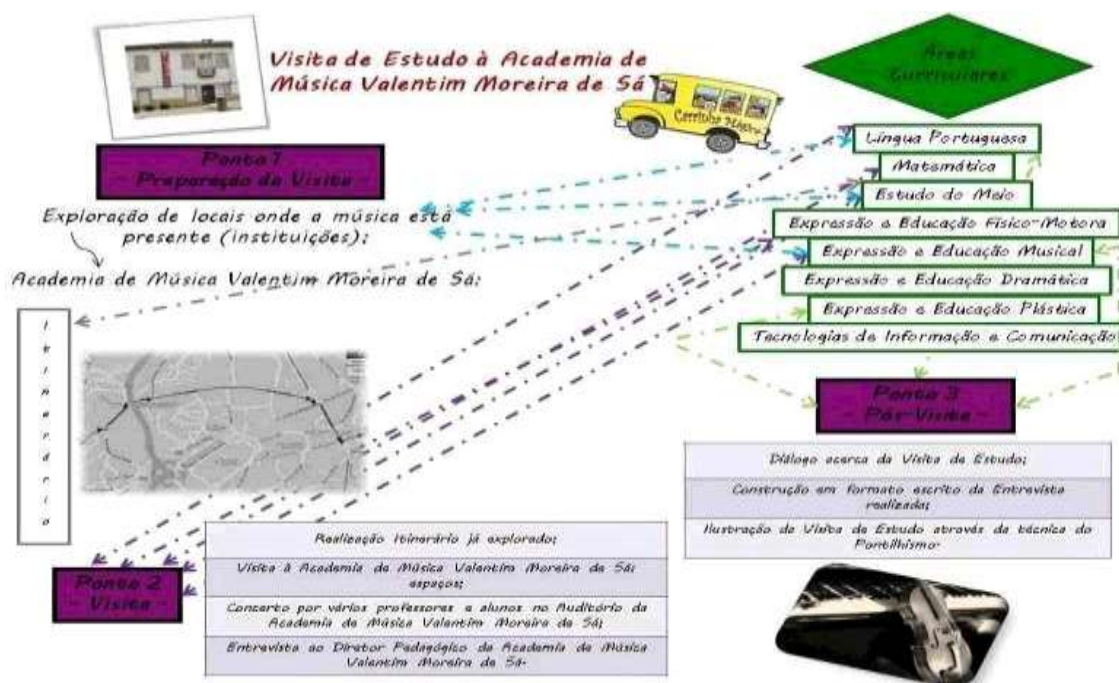 Visita de Estudo à Academia de
Música Valentim Moreira de Sá
Carrinha Mágica
Áreas
Curriculares
Língua Portuguesa
Matemática
Estudo do Meio
Expressão e Educação Físico-Motora
Expressão e Educação Musical
Expressão e Educação Dramática
Expressão e Educação Plástica
Tecnologias de Informação e Comunicação
Ponto 1
- Preparação da Visita -
Exploração de locais onde a música está
presente (instituições):
Academia de Música Valentim Moreira de Sá:
Itinerário
Ponto 2
- Visita -
Realização Itinerário já explorado;
Visita à Academia de Música Valentim Moreira de Sá:
espaços;
Concerto por vários professores e alunos no Auditório da
Academia de Música Valentim Moreira de Sá;
Entrevista ao Diretor Pedagógico da Academia de Música
Valentim Moreira de Sá.
Ponto 3
- Pós-Visita -
Diálogo acerca da Visita de Estudo;
Construção em formato escrito da Entrevista
realizada;
Ilustração da Visita de Estudo através da técnica do
Pontilhismo.